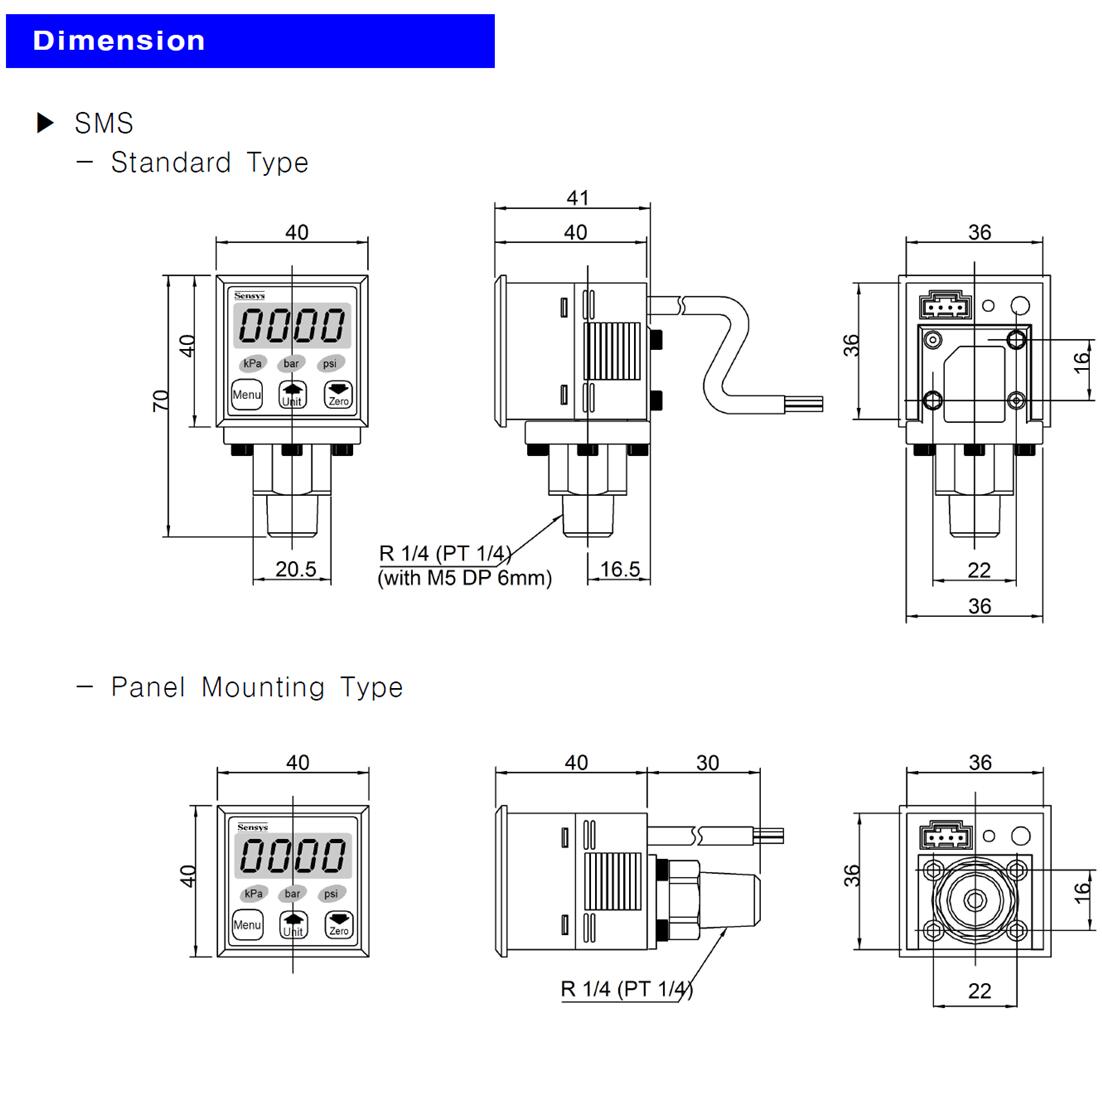 Dimension
▶ SMS
- Standard Type
41
40
40
36
Sensys
0000
kPa bar psi
Menu Unit Zero
40
70
36
16
R 1/4 (PT 1/4)
(with M5 DP 6mm)
20.5
16.5
22
36
- Panel Mounting Type
40
40
30
36
Sensys
0000
kPa bar psi
Menu Unit Zero
40
36
16
R 1/4 (PT 1/4)
22